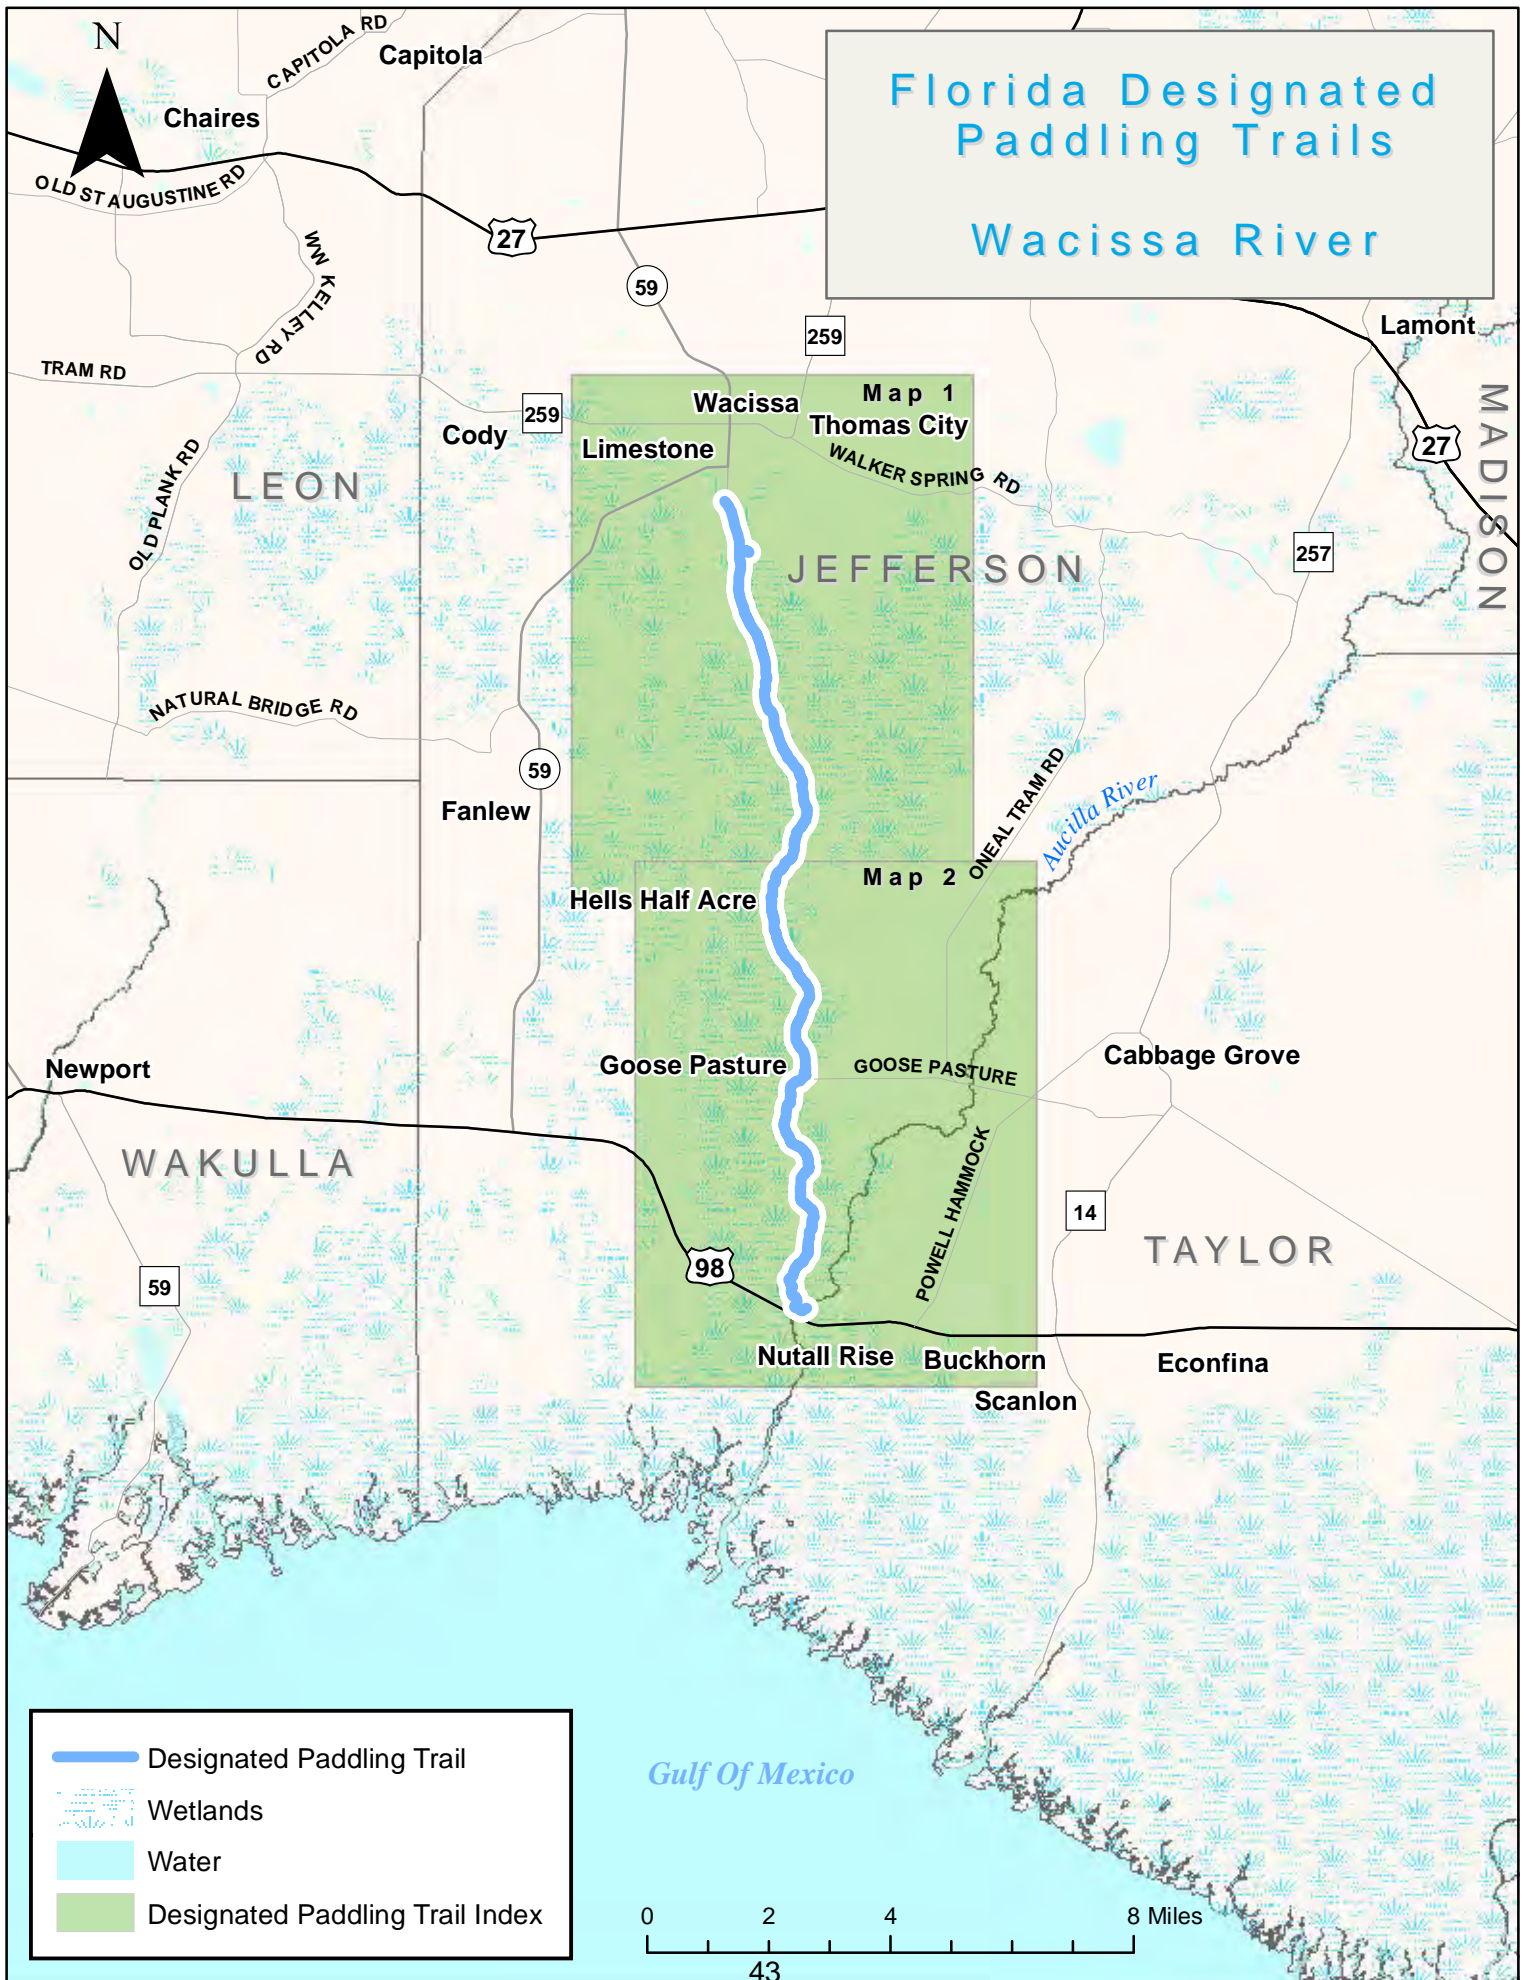 N
CAPITOLA RD
Capitola
Chaires
OLD ST AUGUSTINE RD
27
WW KELLEY RD
59
Florida Designated
Paddling Trails
Wacissa River
259
Lamont
TRAM RD
MADISON
27
Map 1
Wacissa
Thomas City
259
Cody
Limestone
WALKER SPRING RD
OLD PLANK RD
LEON
257
JEFFERSON
NATURAL BRIDGE RD
59
Fanlew
ONEAL TRAM RD
Aucilla River
Map 2
Hells Half Acre
Newport
Goose Pasture
GOOSE PASTURE
Cabbage Grove
WAKULLA
POWELL HAMMOCK
14
TAYLOR
98
59
Nutall Rise
Buckhorn
Econfina
Scanlon
Gulf Of Mexico
Designated Paddling Trail
Wetlands
Water
Designated Paddling Trail Index
0 2 4 8 Miles
43